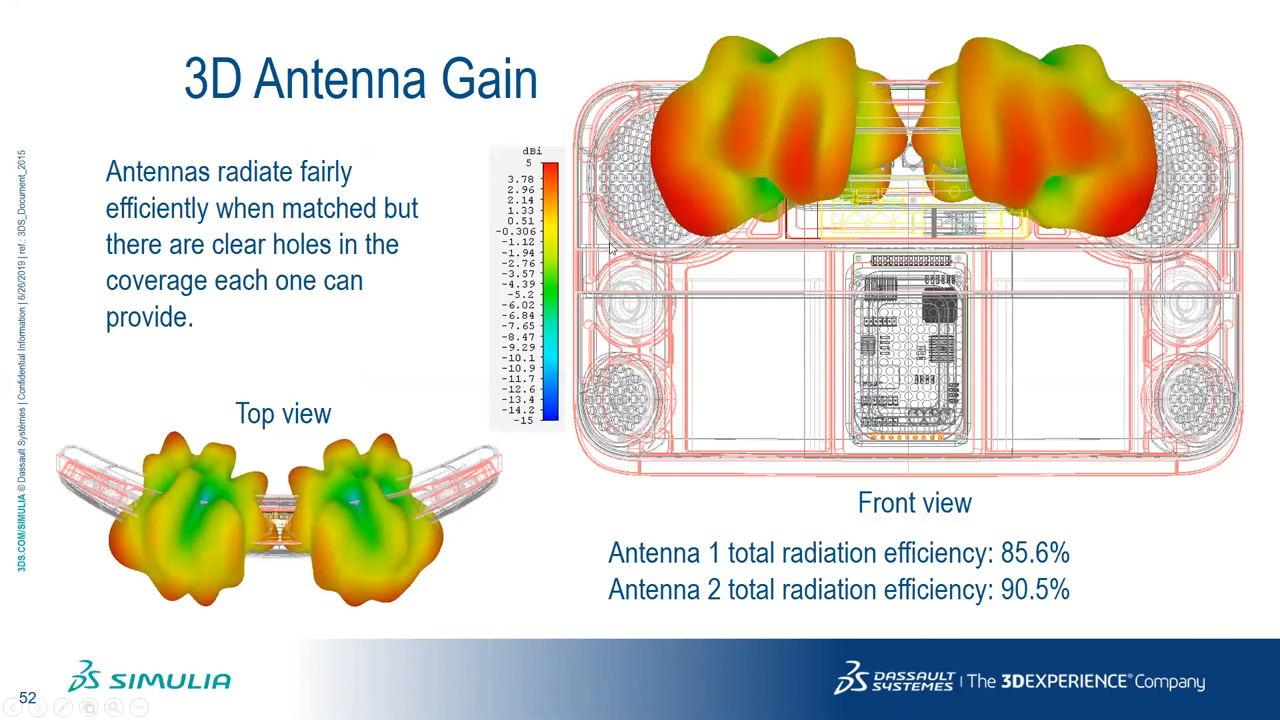 3D Antenna Gain
Antennas radiate fairly
efficiently when matched but
there are clear holes in the
coverage each one can
provide.
dBi
5
3.78
2.96
2.14
1.33
0.51
-0.306
-1.12
-1.94
-2.76
-3.57
-4.39
-5.2
-6.02
-6.84
-7.65
-8.47
-9.29
-10.1
-10.9
-11.7
-12.6
-13.4
-14.2
-15
Top view
Front view
Antenna 1 total radiation efficiency: 85.6%
Antenna 2 total radiation efficiency: 90.5%
3DS.COM/SIMULIA © Dassault Systèmes | Confidential Information | 6/26/2019 | ref.: 3DS_Document_2015
52
SIMULIA
DASSAULT SYSTEMES | The 3DEXPERIENCE® Company